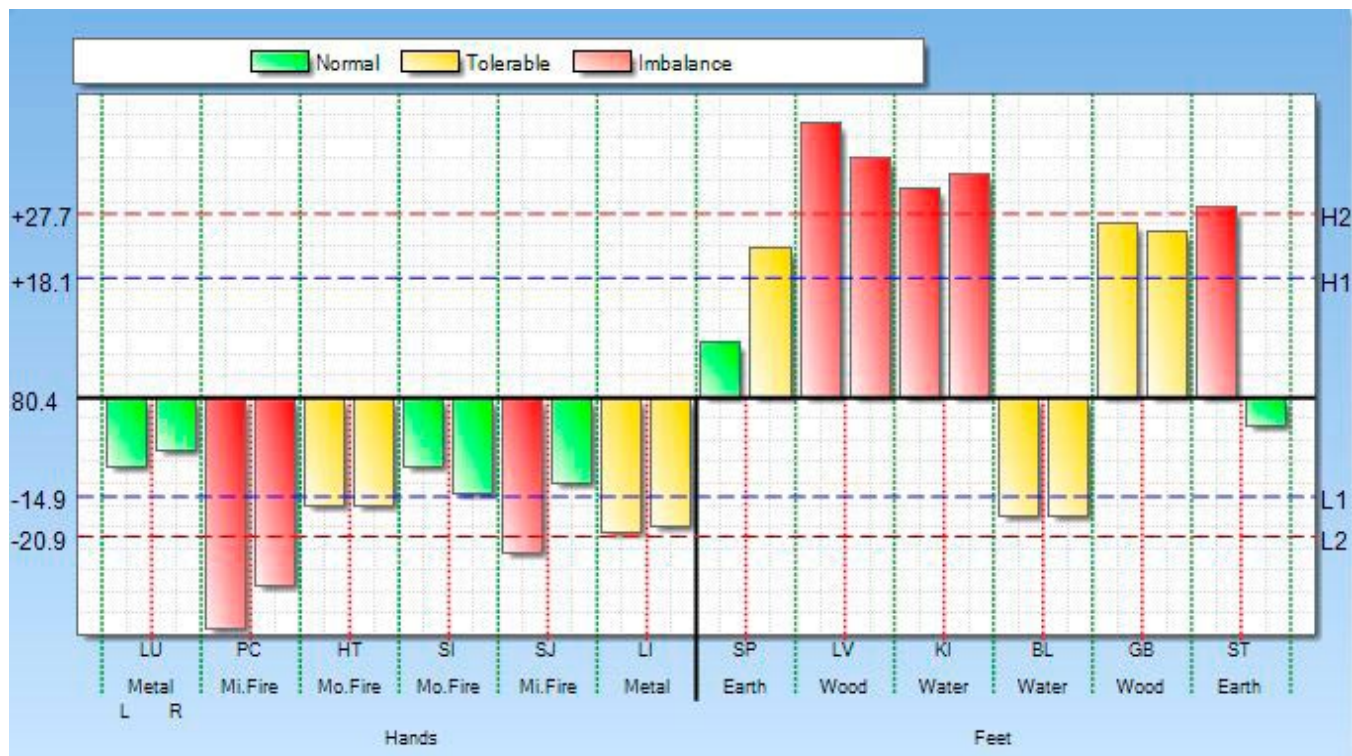 Normal Tolerable Imbalance
+27.7 H2
+18.1 H1
80.4
-14.9 L1
-20.9 L2
LU PC HT SI SJ LI SP LV KI BL GB ST
Metal Mi.Fire Mo.Fire Mo.Fire Mi.Fire Metal Earth Wood Water Water Wood Earth
L R
Hands Feet